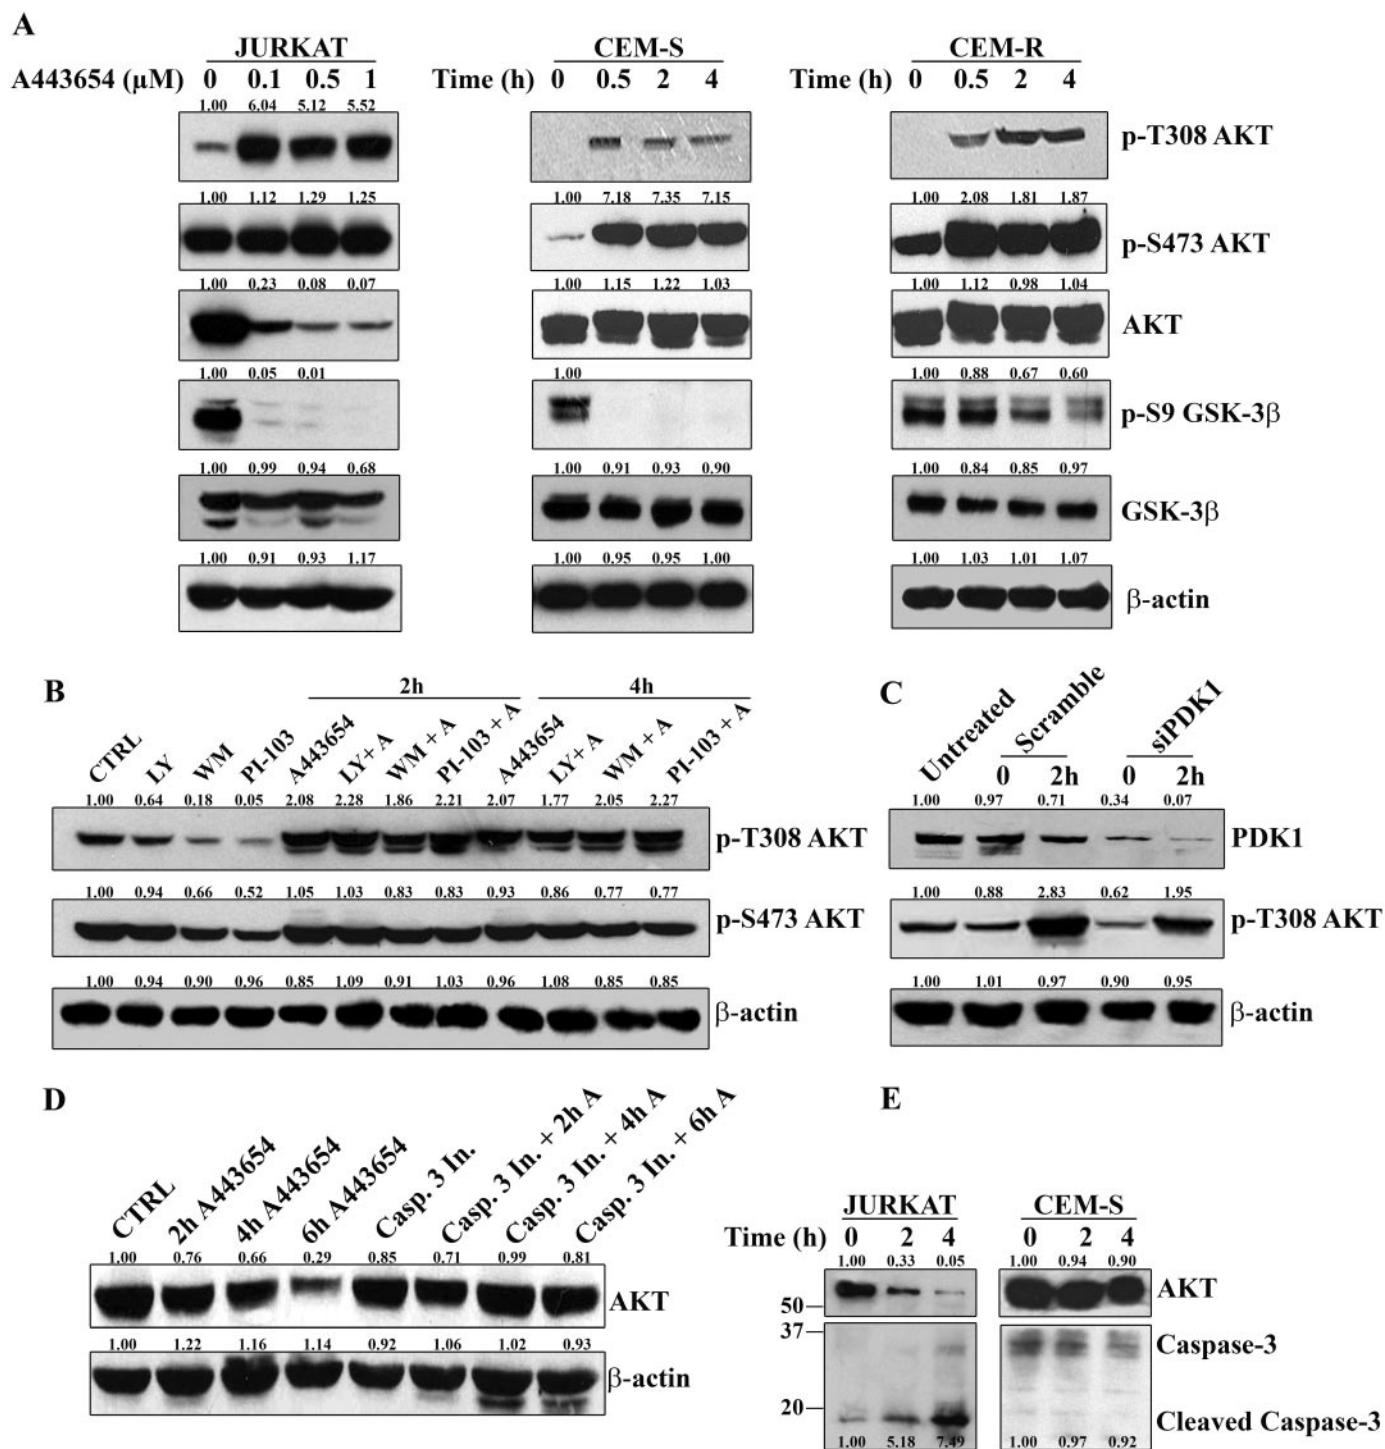 A
JURKAT CEM-S CEM-R
A443654 (μM) 0 0.1 0.5 1 Time (h) 0 0.5 2 4 Time (h) 0 0.5 2 4
1.00 6.04 5.12 5.52
p-T308 AKT
1.00 1.12 1.29 1.25 1.00 7.18 7.35 7.15 1.00 2.08 1.81 1.87
p-S473 AKT
1.00 0.23 0.08 0.07 1.00 1.15 1.22 1.03 1.00 1.12 0.98 1.04
AKT
1.00 0.05 0.01 1.00 1.00 0.88 0.67 0.60
p-S9 GSK-3β
1.00 0.99 0.94 0.68 1.00 0.91 0.93 0.90 1.00 0.84 0.85 0.97
GSK-3β
1.00 0.91 0.93 1.17 1.00 0.95 0.95 1.00 1.00 1.03 1.01 1.07
β-actin
B
2h 4h
CTRL LY WM PI-103 A443654 LY+ A WM + A PI-103 + A A443654 LY+ A WM + A PI-103 + A
1.00 0.64 0.18 0.05 2.08 2.28 1.86 2.21 2.07 1.77 2.05 2.27
p-T308 AKT
1.00 0.94 0.66 0.52 1.05 1.03 0.83 0.83 0.93 0.86 0.77 0.77
p-S473 AKT
1.00 0.94 0.90 0.96 0.85 1.09 0.91 1.03 0.96 1.08 0.85 0.85
β-actin
C
Untreated Scramble siPDK1
0 2h 0 2h
1.00 0.97 0.71 0.34 0.07
PDK1
1.00 0.88 2.83 0.62 1.95
p-T308 AKT
1.00 1.01 0.97 0.90 0.95
β-actin
D
CTRL 2h A443654 4h A443654 6h A443654 Casp. 3 In. Casp. 3 In. + 2h A Casp. 3 In. + 4h A Casp. 3 In. + 6h A
1.00 0.76 0.66 0.29 0.85 0.71 0.99 0.81
AKT
1.00 1.22 1.16 1.14 0.92 1.06 1.02 0.93
β-actin
E
JURKAT CEM-S
Time (h) 0 2 4 0 2 4
1.00 0.33 0.05 1.00 0.94 0.90
AKT
50
37
Caspase-3
20
Cleaved Caspase-3
1.00 5.18 7.49 1.00 0.97 0.92